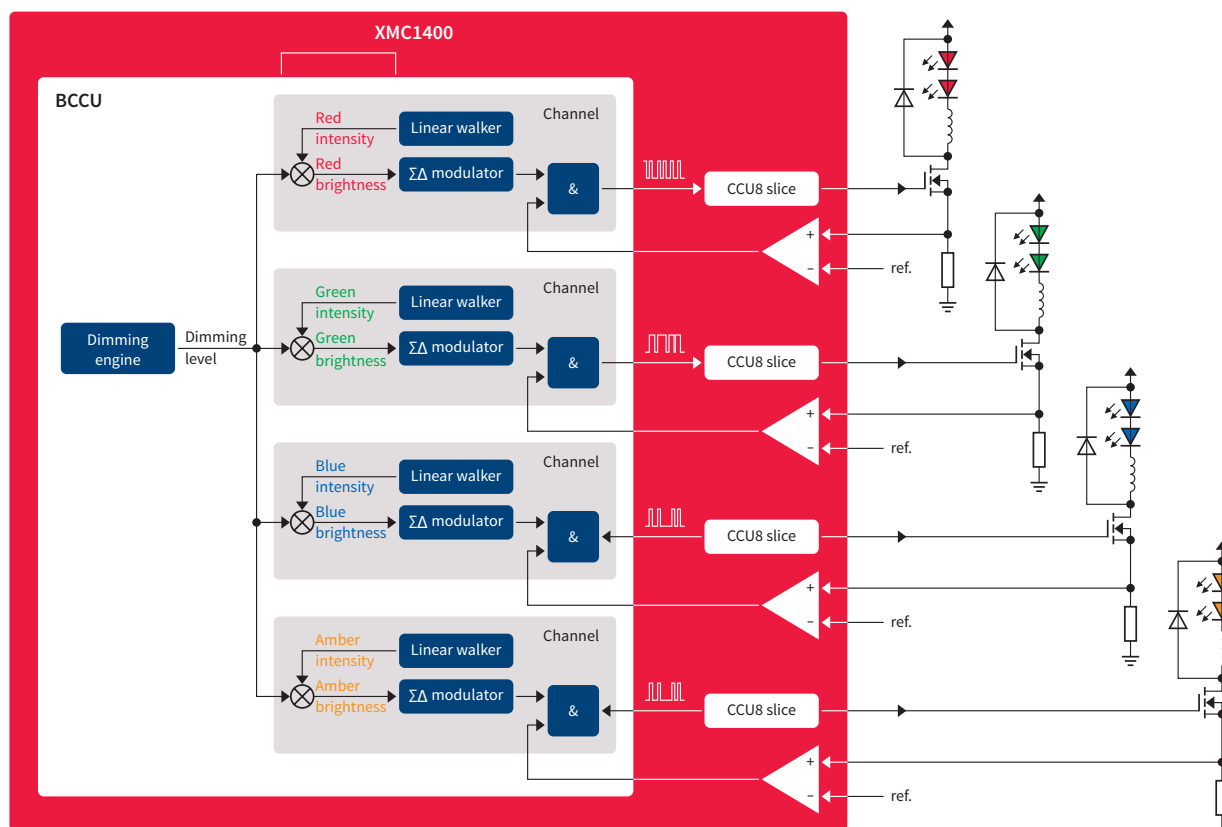 XMC1400
BCCU
Channel
Red
intensity
Linear walker
Red
brightness
ΣΔ modulator
&
CCU8 slice
+
–
ref.
Channel
Green
intensity
Linear walker
Dimming
engine
Dimming
level
Green
brightness
ΣΔ modulator
&
CCU8 slice
+
–
ref.
Channel
Blue
intensity
Linear walker
Blue
brightness
ΣΔ modulator
&
CCU8 slice
+
–
ref.
Channel
Amber
intensity
Linear walker
Amber
brightness
ΣΔ modulator
&
CCU8 slice
+
–
ref.